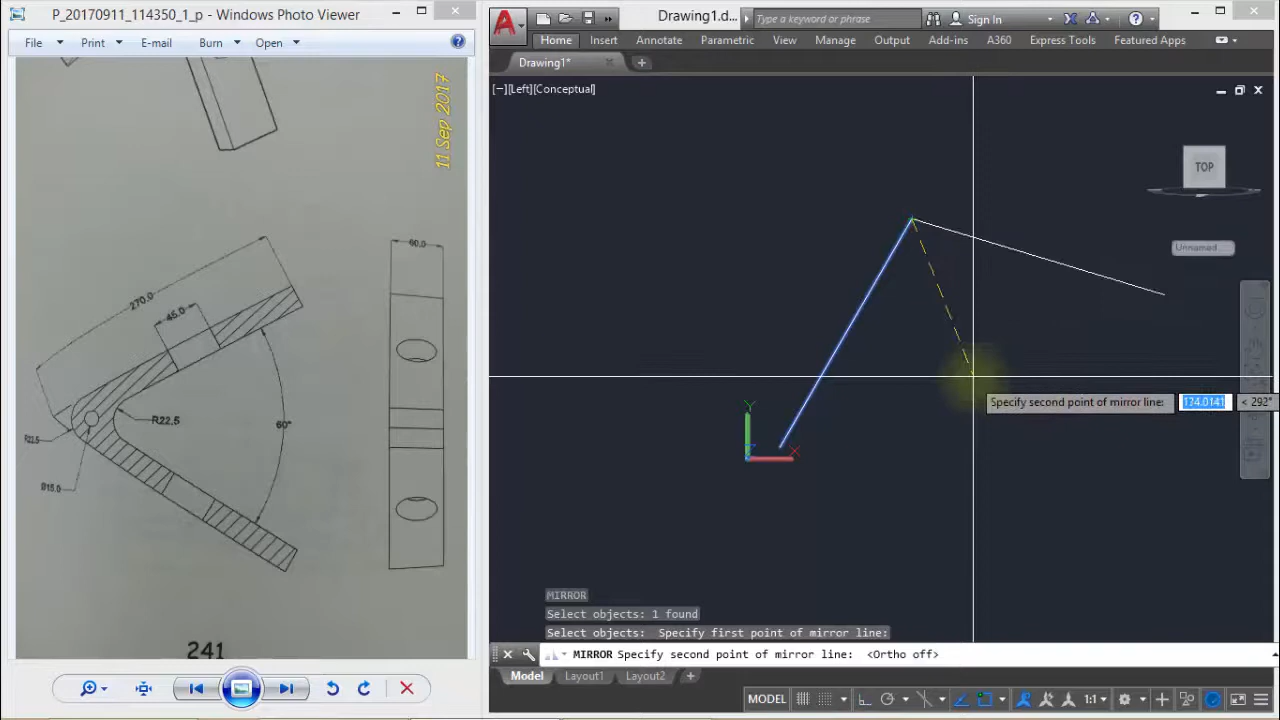 P_20170911_114350_1_p - Windows Photo Viewer
File Print E-mail Burn Open
11 Sep 2017
270.0
45.0
60.0
R22.5
R22.5
60°
Ø15.0
241
Drawing1.d...
Type a keyword or phrase
Sign In
Home Insert Annotate Parametric View Manage Output Add-ins A360 Express Tools Featured Apps
Drawing1*
[−][Left][Conceptual]
TOP
Unnamed...
Y
X
Specify second point of mirror line: 174.0141 < 293°
MIRROR
Select objects: 1 found
Select objects: Specify first point of mirror line:
MIRROR Specify second point of mirror line: <Ortho off>
Model Layout1 Layout2
MODEL
1:1